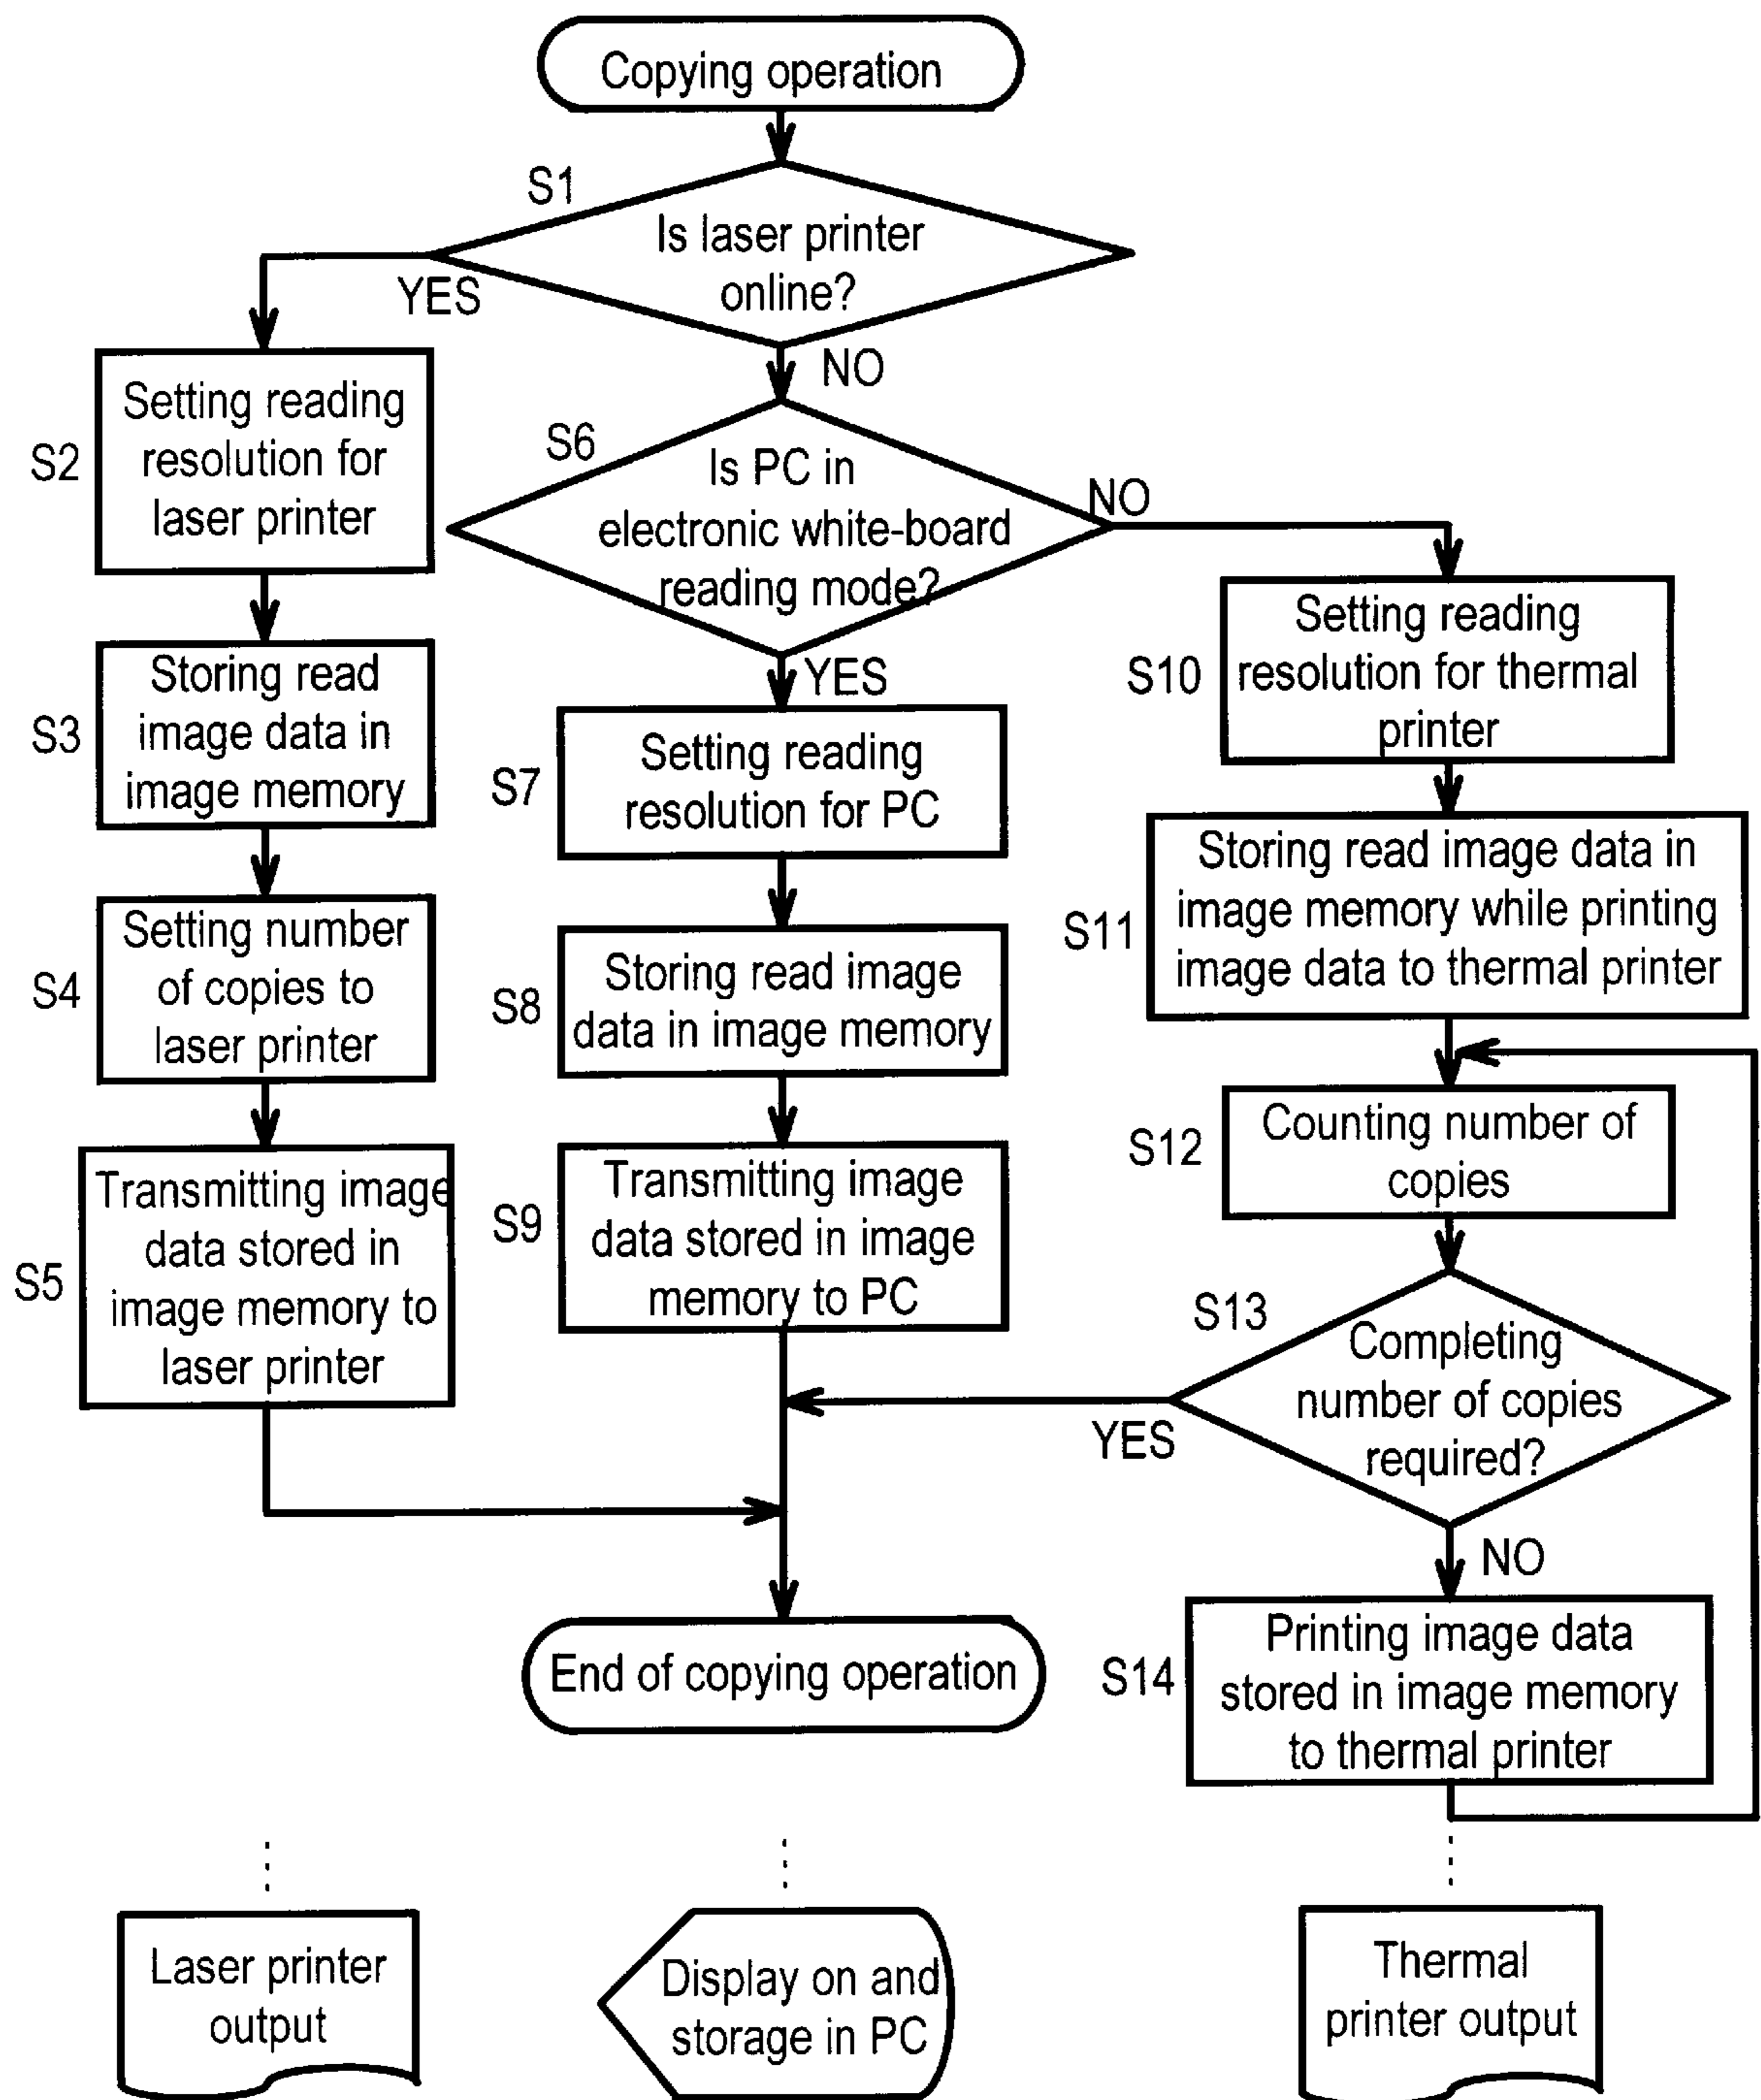 Copying operation
S1
Is laser printer
online?
YES
NO
S2
Setting reading
resolution for
laser printer
S3
Storing read
image data in
image memory
S4
Setting number
of copies to
laser printer
S5
Transmitting image
data stored in
image memory to
laser printer
S6
Is PC in
electronic white-board
reading mode?
NO
YES
S7
Setting reading
resolution for PC
S8
Storing read image
data in image memory
S9
Transmitting image
data stored in image
memory to PC
S10
Setting reading
resolution for thermal
printer
S11
Storing read image data in
image memory while printing
image data to thermal printer
S12
Counting number of
copies
S13
Completing
number of copies
required?
YES
NO
S14
Printing image data
stored in image memory
to thermal printer
End of copying operation
Laser printer
output
Display on and
storage in PC
Thermal
printer output